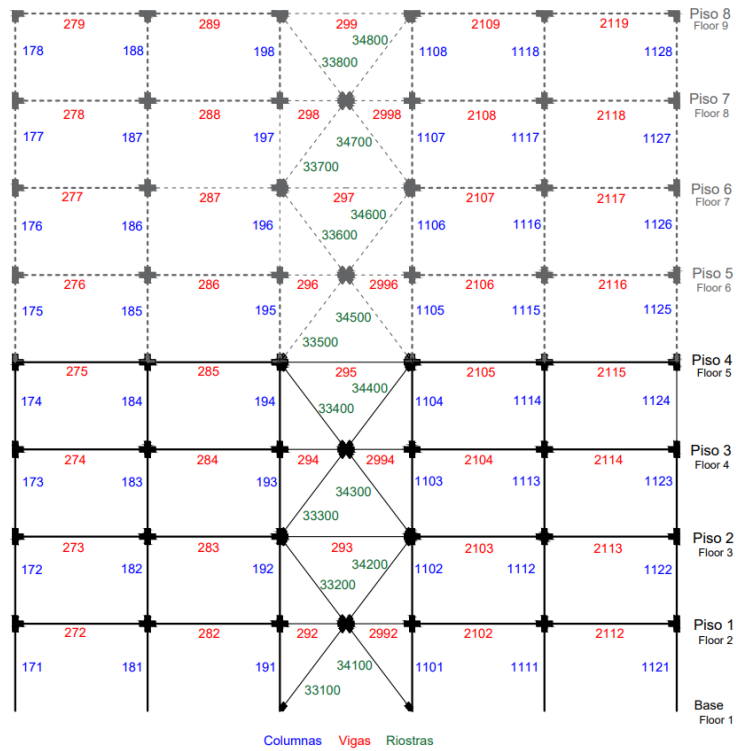 279 289 299 2109 2119 Piso 8
Floor 9
178 188 198 34800 1108 1118 1128
33800
Piso 7
278 288 298 2998 2108 2118 Floor 8
177 187 197 34700 1107 1117 1127
33700
Piso 6
277 287 297 2107 2117 Floor 7
176 186 196 34600 1106 1116 1126
33600
Piso 5
276 286 296 2996 2106 2116 Floor 6
175 185 195 34500 1105 1115 1125
33500
Piso 4
275 285 295 2105 2115 Floor 5
174 184 194 34400 1104 1114 1124
33400
Piso 3
274 284 294 2994 2104 2114 Floor 4
173 183 193 34300 1103 1113 1123
33300
Piso 2
273 283 293 2103 2113 Floor 3
172 182 192 34200 1102 1112 1122
33200
Piso 1
272 282 292 2992 2102 2112 Floor 2
171 181 191 34100 1101 1111 1121
33100
Base
Floor 1
Columnas Vigas Riostras